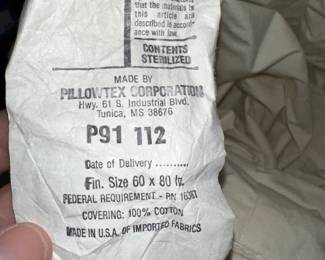 that the materials in
this article are
described in accord-
ance with law.
CONTENTS
STERILIZED
MADE BY
PILLOWTEX CORPORATION
Hwy. 61 S. Industrial Blvd.
Tunica, MS 38676
P91 112
Date of Delivery ..........
Fin. Size 60 x 80
FEDERAL REQUIREMENT - RN 16367
COVERING: 100% COTTON
MADE IN U.S.A. OF IMPORTED FABRICS